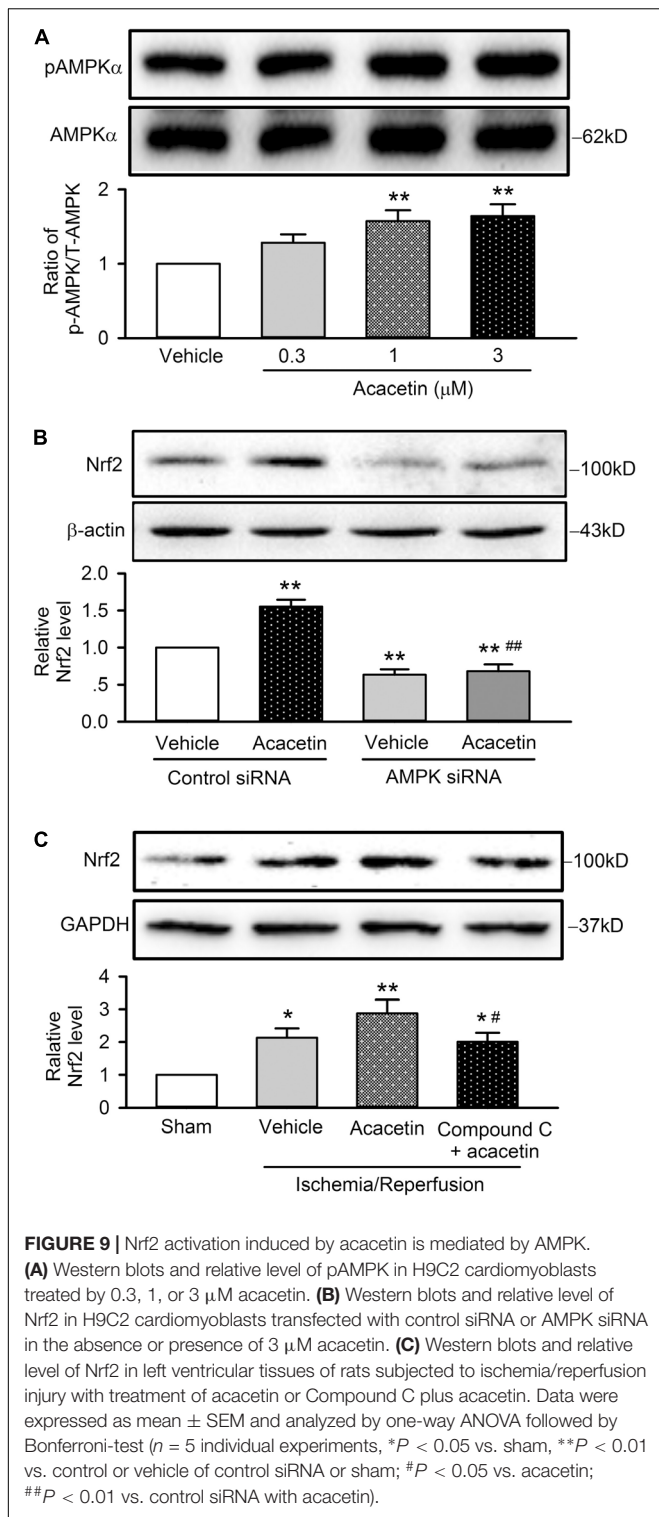 A
pAMPKα
AMPKα
–62kD
Ratio of
p-AMPK/T-AMPK
2
1
0
** **
Vehicle 0.3 1 3
Acacetin (μM)
B
Nrf2
–100kD
β-actin
–43kD
Relative
Nrf2 level
2.0
1.5
1.0
.5
0.0
** ** ** ##
Vehicle Acacetin Vehicle Acacetin
Control siRNA AMPK siRNA
C
Nrf2
–100kD
GAPDH
–37kD
Ralative
Nrf2 level
4
3
2
1
0
* ** * #
Sham Vehicle Acacetin Compound C
+ acacetin
Ischemia/Reperfusion
FIGURE 9 | Nrf2 activation induced by acacetin is mediated by AMPK.
(A) Western blots and relative level of pAMPK in H9C2 cardiomyoblasts
treated by 0.3, 1, or 3 μM acacetin. (B) Western blots and relative level of
Nrf2 in H9C2 cardiomyoblasts transfected with control siRNA or AMPK siRNA
in the absence or presence of 3 μM acacetin. (C) Western blots and relative
level of Nrf2 in left ventricular tissues of rats subjected to ischemia/reperfusion
injury with treatment of acacetin or Compound C plus acacetin. Data were
expressed as mean ± SEM and analyzed by one-way ANOVA followed by
Bonferroni-test (n = 5 individual experiments, *P < 0.05 vs. sham, **P < 0.01
vs. control or vehicle of control siRNA or sham; #P < 0.05 vs. acacetin;
##P < 0.01 vs. control siRNA with acacetin).